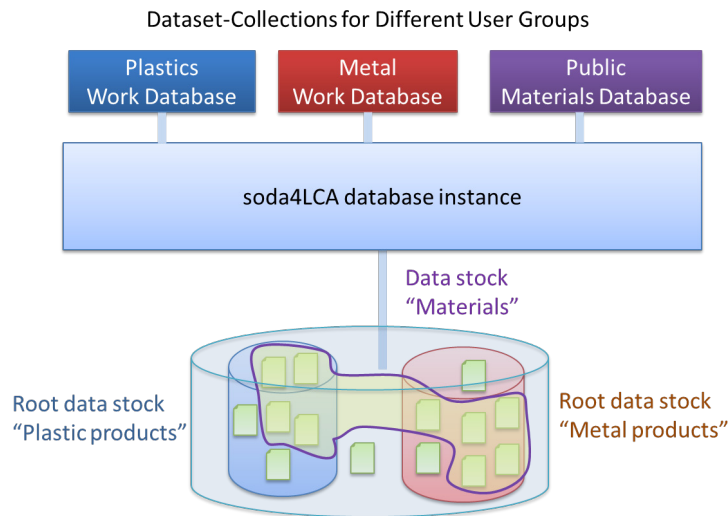 Dataset-Collections for Different User Groups
Plastics
Work Database
Metal
Work Database
Public
Materials Database
soda4LCA database instance
Data stock
“Materials”
Root data stock
“Plastic products”
Root data stock
“Metal products”